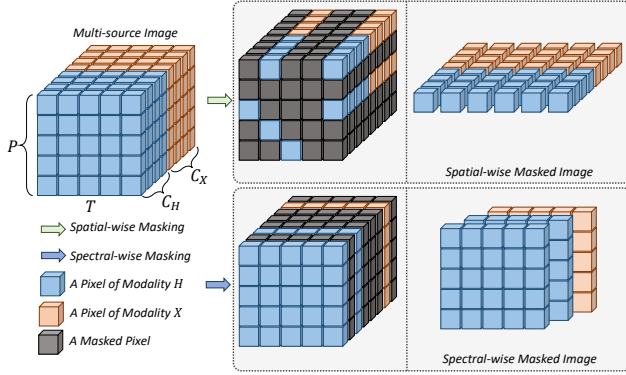 Multi-source Image
P
T
C_H
C_X
Spatial-wise Masking
Spectral-wise Masking
A Pixel of Modality H
A Pixel of Modality X
A Masked Pixel
Spatial-wise Masked Image
Spectral-wise Masked Image